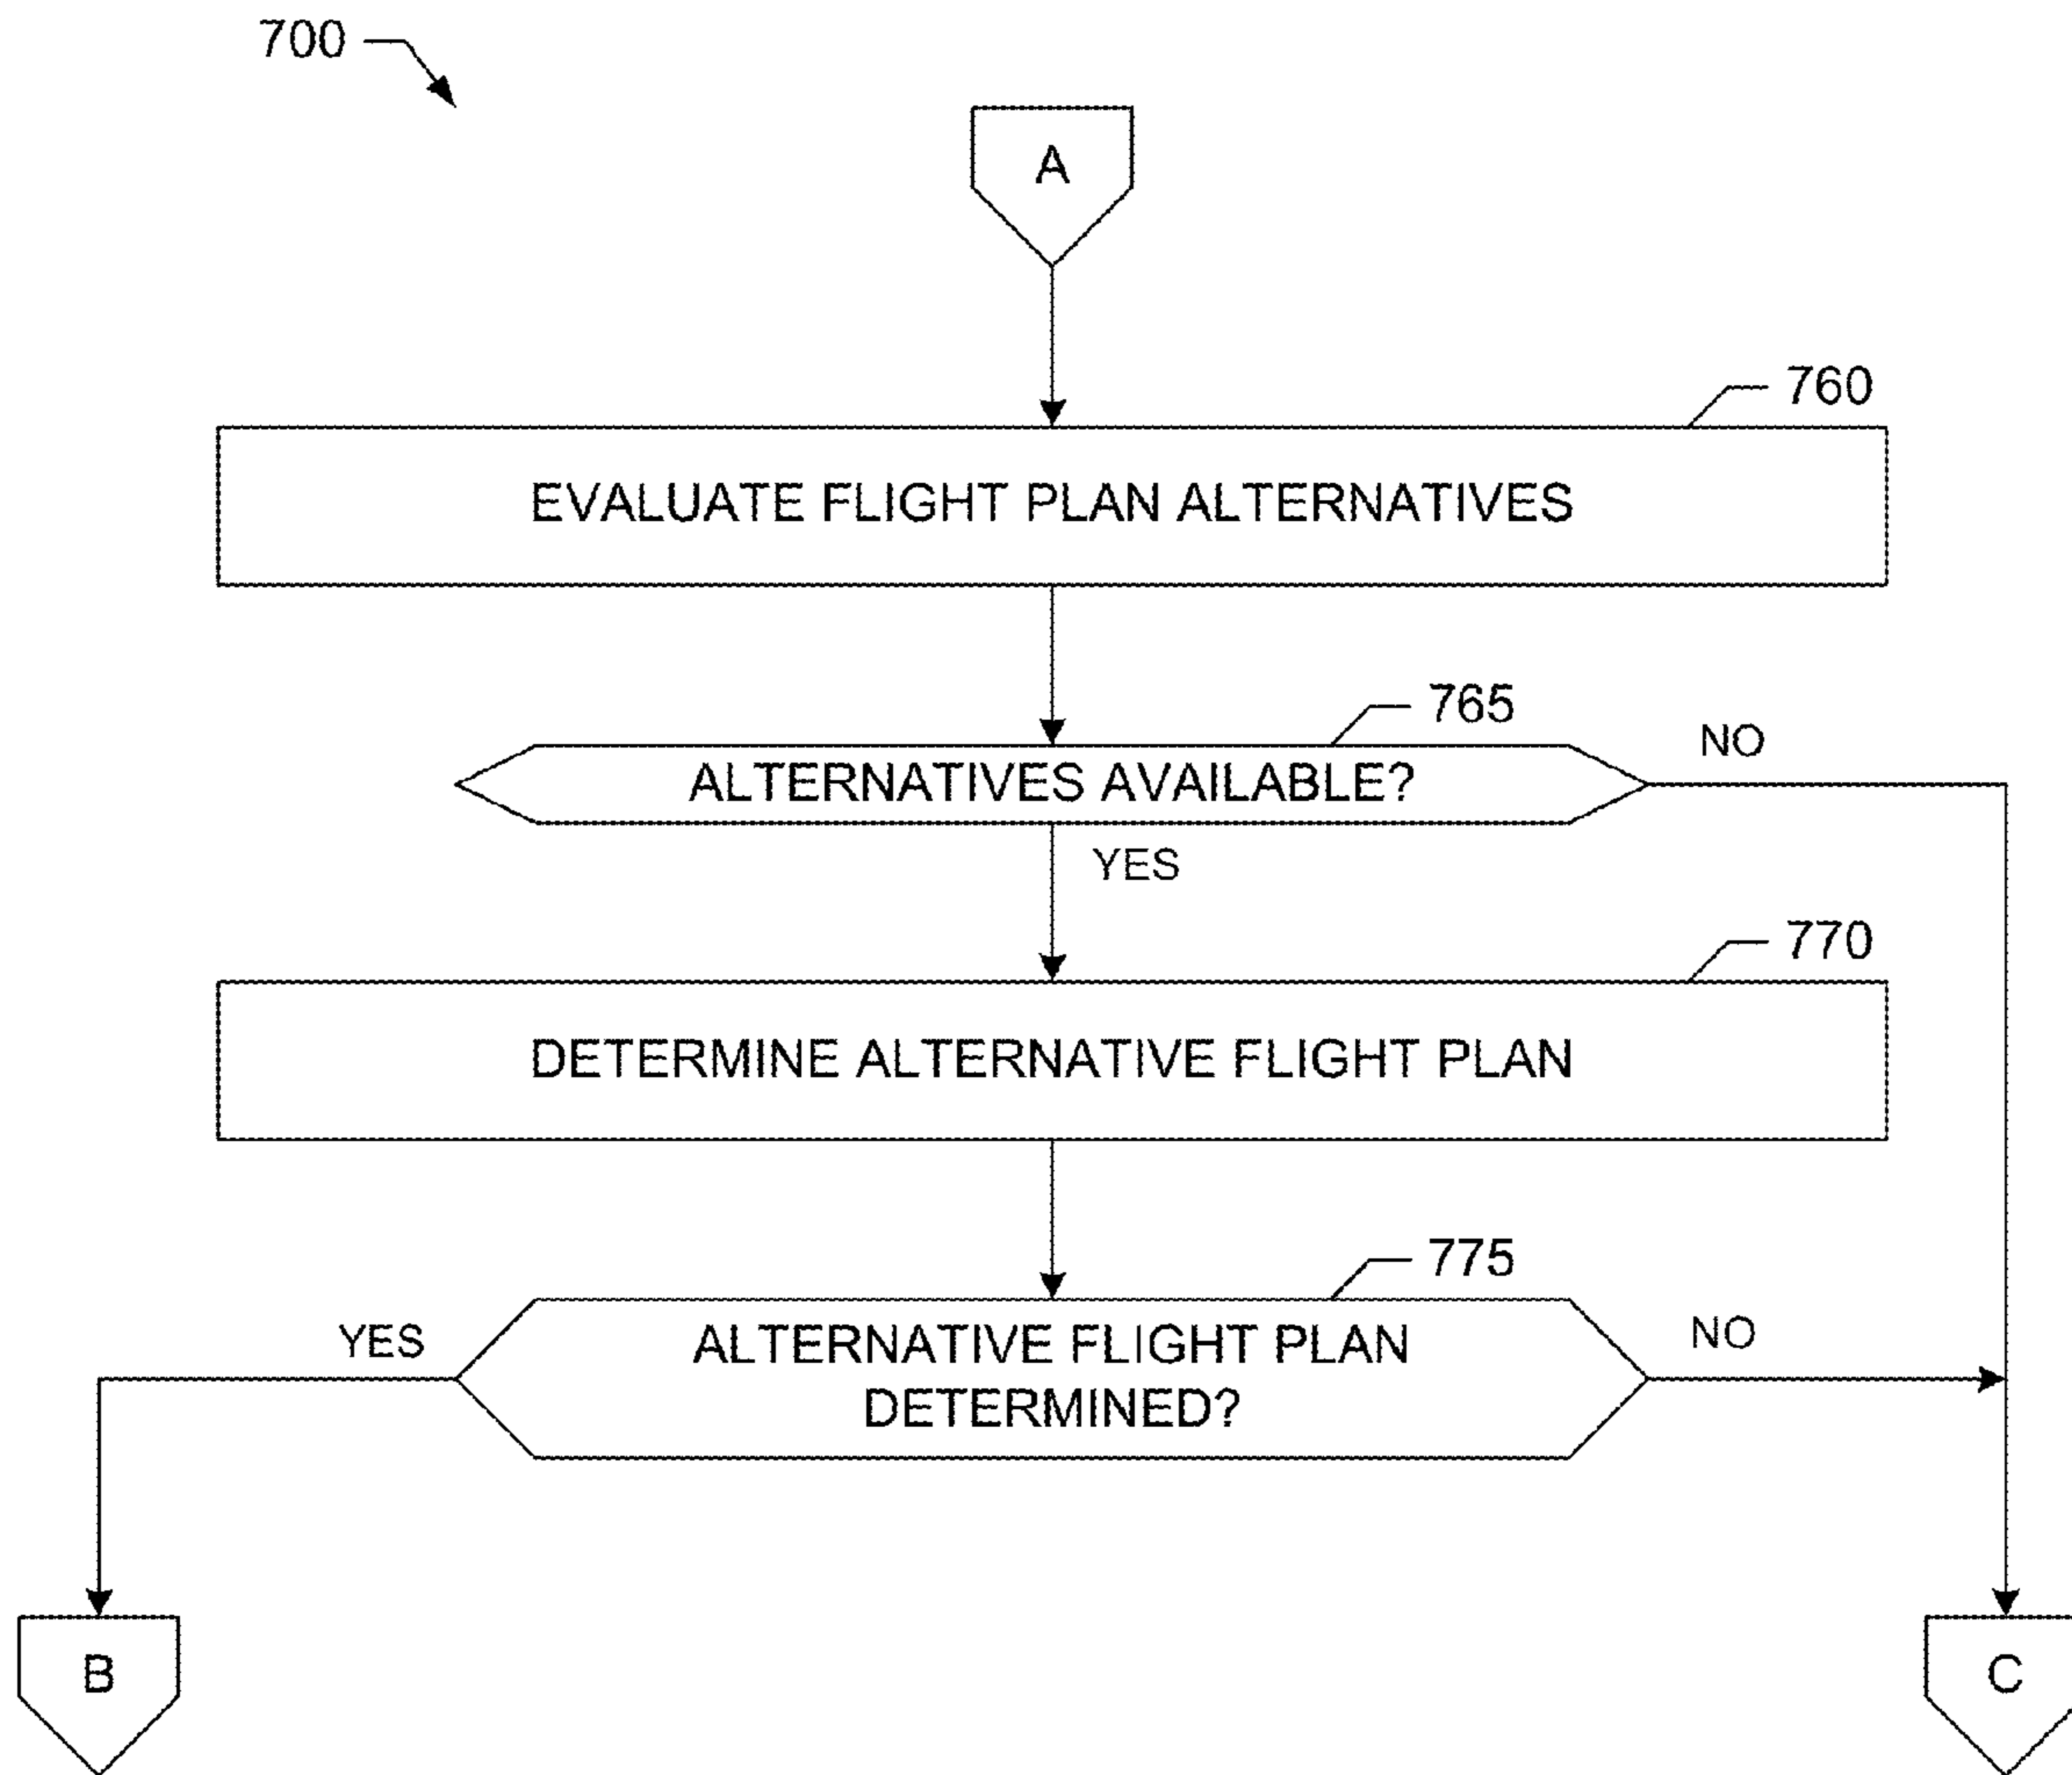 700
A
760
EVALUATE FLIGHT PLAN ALTERNATIVES
765
NO
ALTERNATIVES AVAILABLE?
YES
770
DETERMINE ALTERNATIVE FLIGHT PLAN
775
YES
ALTERNATIVE FLIGHT PLAN
DETERMINED?
NO
B
C